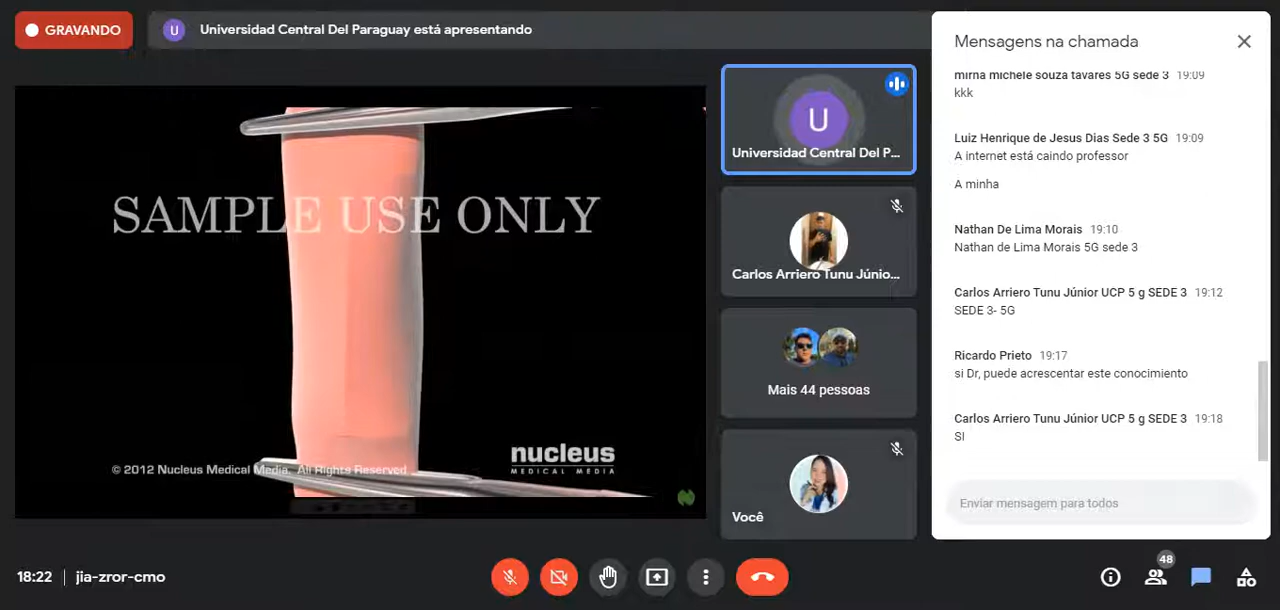 GRAVANDO
U
Universidad Central Del Paraguay está apresentando
SAMPLE USE ONLY
© 2012 Nucleus Medical Media. All Rights Reserved
nucleus
MEDICAL MEDIA
U
Universidad Central Del P...
Carlos Arriero Tunu Júnio...
Mais 44 pessoas
Você
Mensagens na chamada
mirna michele souza tavares 5G sede 3 19:09
kkk
Luiz Henrique de Jesus Dias Sede 3 5G 19:09
A internet está caindo professor
A minha
Nathan De Lima Morais 19:10
Nathan de Lima Morais 5G sede 3
Carlos Arriero Tunu Júnior UCP 5 g SEDE 3 19:12
SEDE 3- 5G
Ricardo Prieto 19:17
si Dr, puede acrescentar este conocimiento
Carlos Arriero Tunu Júnior UCP 5 g SEDE 3 19:18
SI
Enviar mensagem para todos
18:22
jia-zror-cmo
48